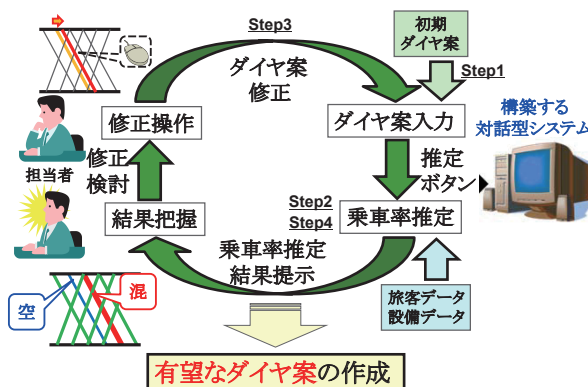 Step3
初期
ダイヤ案
Step1
ダイヤ案
修正
修正操作
ダイヤ案入力
構築する
対話型システム
担当者
修正
検討
推定
ボタン
Step2
Step4
結果把握
乗車率推定
乗車率推定
結果提示
空
混
旅客データ
設備データ
有望なダイヤ案の作成